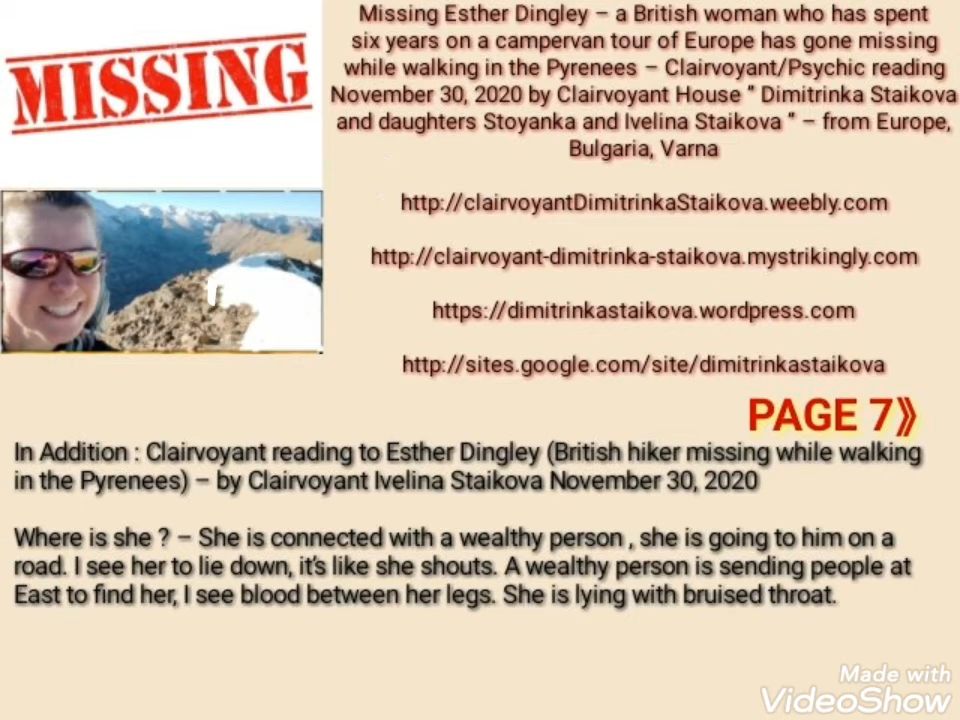 MISSING
Missing Esther Dingley – a British woman who has spent
six years on a campervan tour of Europe has gone missing
while walking in the Pyrenees – Clairvoyant/Psychic reading
November 30, 2020 by Clairvoyant House ” Dimitrinka Staikova
and daughters Stoyanka and Ivelina Staikova “ – from Europe,
Bulgaria, Varna
http://clairvoyantDimitrinkaStaikova.weebly.com
http://clairvoyant-dimitrinka-staikova.mystrikingly.com
https://dimitrinkastaikova.wordpress.com
http://sites.google.com/site/dimitrinkastaikova
PAGE 7》
In Addition : Clairvoyant reading to Esther Dingley (British hiker missing while walking
in the Pyrenees) – by Clairvoyant Ivelina Staikova November 30, 2020
Where is she ? – She is connected with a wealthy person , she is going to him on a
road. I see her to lie down, it’s like she shouts. A wealthy person is sending people at
East to find her, I see blood between her legs. She is lying with bruised throat.
Made with
VideoShow